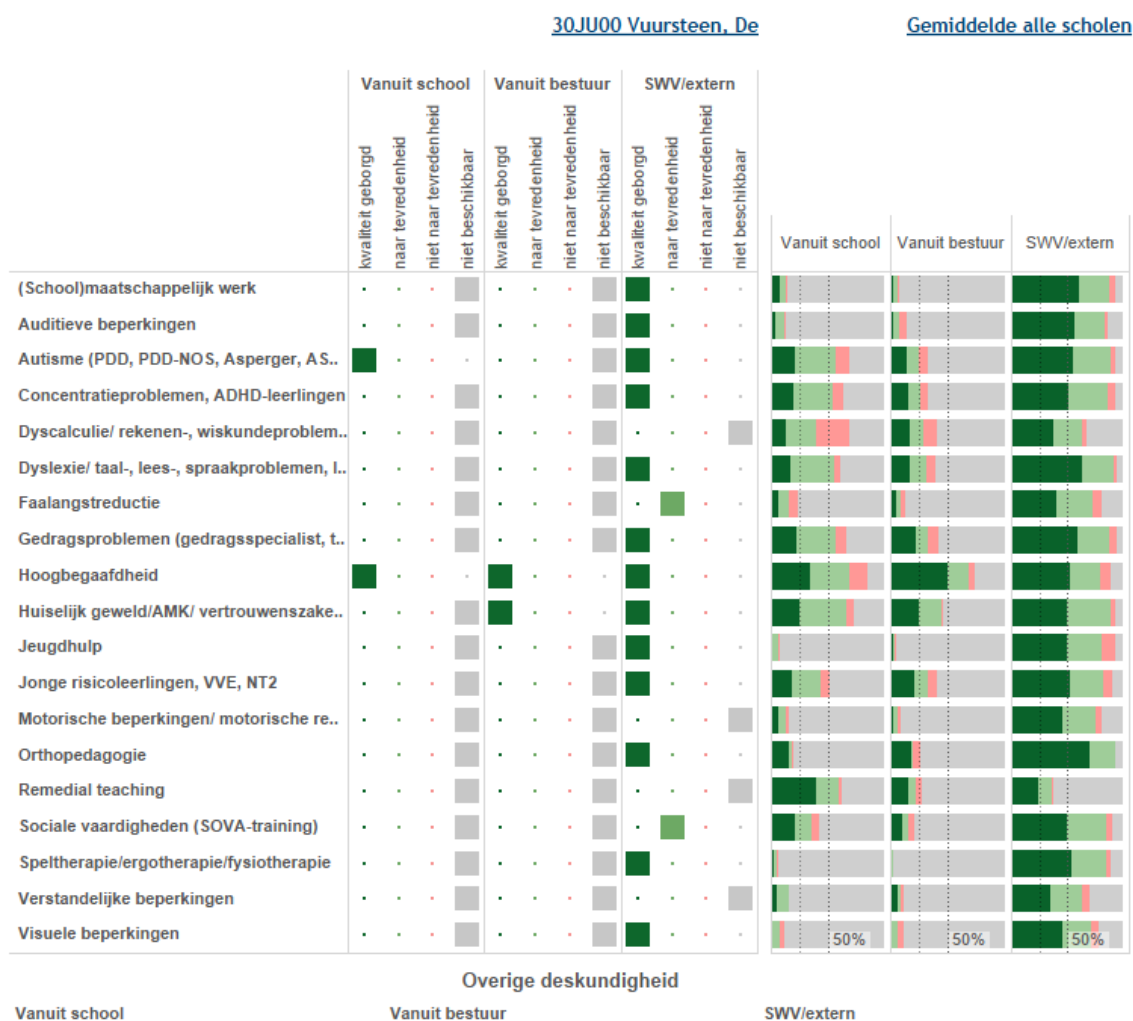 30JU00 Vuursteen, De
Gemiddelde alle scholen
Vanuit school
Vanuit bestuur
SWV/extern
kwaliteit geborgd
naar tevredenheid
niet naar tevredenheid
niet beschikbaar
kwaliteit geborgd
naar tevredenheid
niet naar tevredenheid
niet beschikbaar
kwaliteit geborgd
naar tevredenheid
niet naar tevredenheid
niet beschikbaar
Vanuit school
Vanuit bestuur
SWV/extern
(School)maatschappelijk werk
Auditieve beperkingen
Autisme (PDD, PDD-NOS, Asperger, AS..
Concentratieproblemen, ADHD-leerlingen
Dyscalculie/ rekenen-, wiskundeproblem..
Dyslexie/ taal-, lees-, spraakproblemen, l..
Faalangstreductie
Gedragsproblemen (gedragsspecialist, t..
Hoogbegaafdheid
Huiselijk geweld/AMK/ vertrouwenszake..
Jeugdhulp
Jonge risicoleerlingen, VVE, NT2
Motorische beperkingen/ motorische re..
Orthopedagogie
Remedial teaching
Sociale vaardigheden (SOVA-training)
Speltherapie/ergotherapie/fysiotherapie
Verstandelijke beperkingen
Visuele beperkingen
50%
50%
50%
Overige deskundigheid
Vanuit school
Vanuit bestuur
SWV/extern